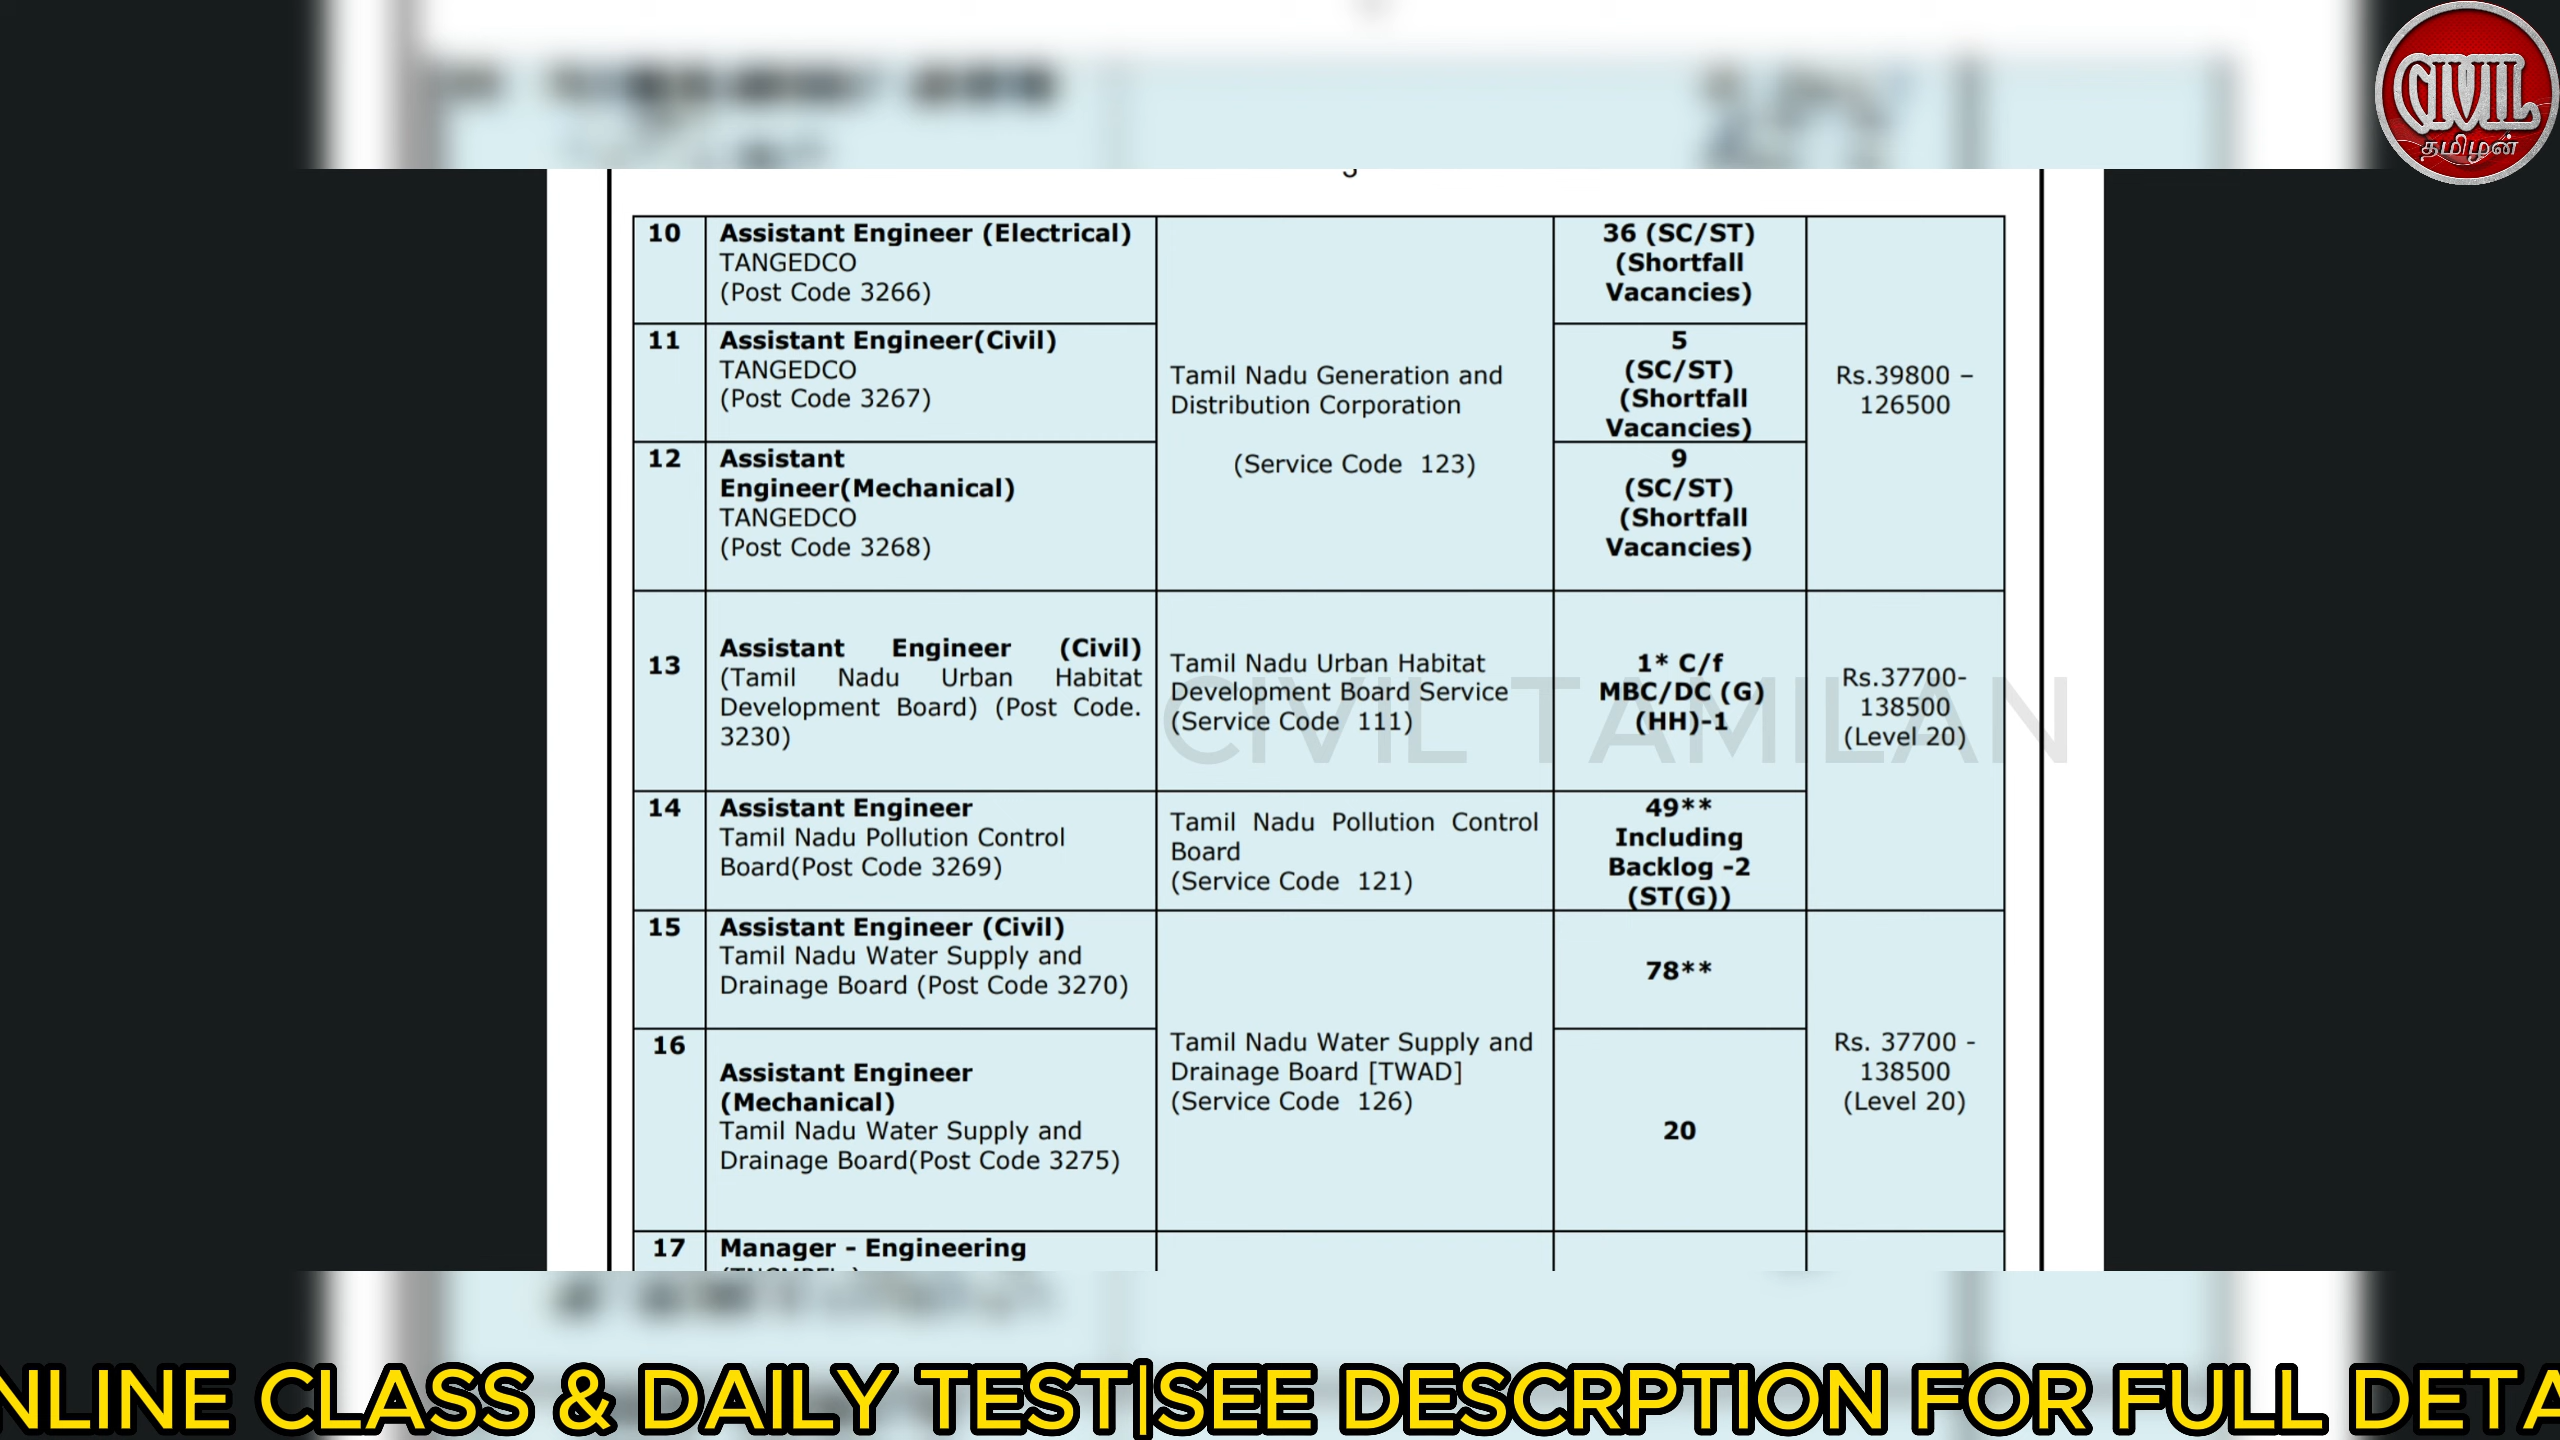 CIVIL
தமிழன்
10
Assistant Engineer (Electrical)
TANGEDCO
(Post Code 3266)
36 (SC/ST)
(Shortfall
Vacancies)
11
Assistant Engineer(Civil)
TANGEDCO
(Post Code 3267)
5
(SC/ST)
(Shortfall
Vacancies)
12
Assistant
Engineer(Mechanical)
TANGEDCO
(Post Code 3268)
9
(SC/ST)
(Shortfall
Vacancies)
Tamil Nadu Generation and
Distribution Corporation
(Service Code 123)
Rs.39800 –
126500
13
Assistant Engineer (Civil)
(Tamil Nadu Urban Habitat
Development Board) (Post Code.
3230)
Tamil Nadu Urban Habitat
Development Board Service
(Service Code 111)
1* C/f
MBC/DC (G)
(HH)-1
Rs.37700-
138500
(Level 20)
CIVIL TAMILAN
14
Assistant Engineer
Tamil Nadu Pollution Control
Board(Post Code 3269)
Tamil Nadu Pollution Control
Board
(Service Code 121)
49**
Including
Backlog -2
(ST(G))
15
Assistant Engineer (Civil)
Tamil Nadu Water Supply and
Drainage Board (Post Code 3270)
78**
16
Assistant Engineer
(Mechanical)
Tamil Nadu Water Supply and
Drainage Board(Post Code 3275)
Tamil Nadu Water Supply and
Drainage Board [TWAD]
(Service Code 126)
20
Rs. 37700 -
138500
(Level 20)
17
Manager - Engineering
NLINE CLASS & DAILY TEST|SEE DESCRPTION FOR FULL DETA